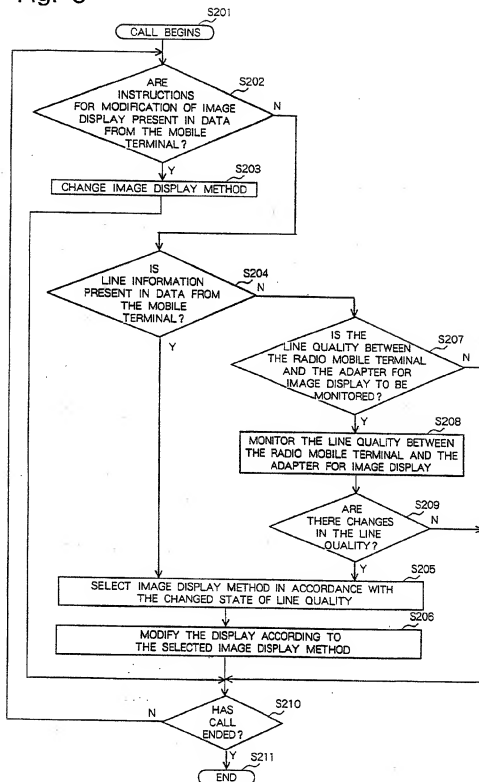 S201
CALL BEGINS
S202
ARE
INSTRUCTIONS
FOR MODIFICATION OF IMAGE
DISPLAY PRESENT IN DATA
FROM THE MOBILE
TERMINAL?
N
Y
S203
CHANGE IMAGE DISPLAY METHOD
S204
IS
LINE INFORMATION
PRESENT IN DATA FROM
THE MOBILE
TERMINAL?
N
Y
S207
IS THE
LINE QUALITY BETWEEN
THE RADIO MOBILE TERMINAL
AND THE ADAPTER FOR
IMAGE DISPLAY TO BE
MONITORED?
N
Y
S208
MONITOR THE LINE QUALITY BETWEEN
THE RADIO MOBILE TERMINAL AND THE
ADAPTER FOR IMAGE DISPLAY
S209
ARE
THERE CHANGES
IN THE LINE
QUALITY?
N
Y
S205
SELECT IMAGE DISPLAY METHOD IN ACCORDANCE WITH
THE CHANGED STATE OF LINE QUALITY
S206
MODIFY THE DISPLAY ACCORDING TO
THE SELECTED IMAGE DISPLAY METHOD
S210
HAS
CALL
ENDED?
N
Y
S211
END